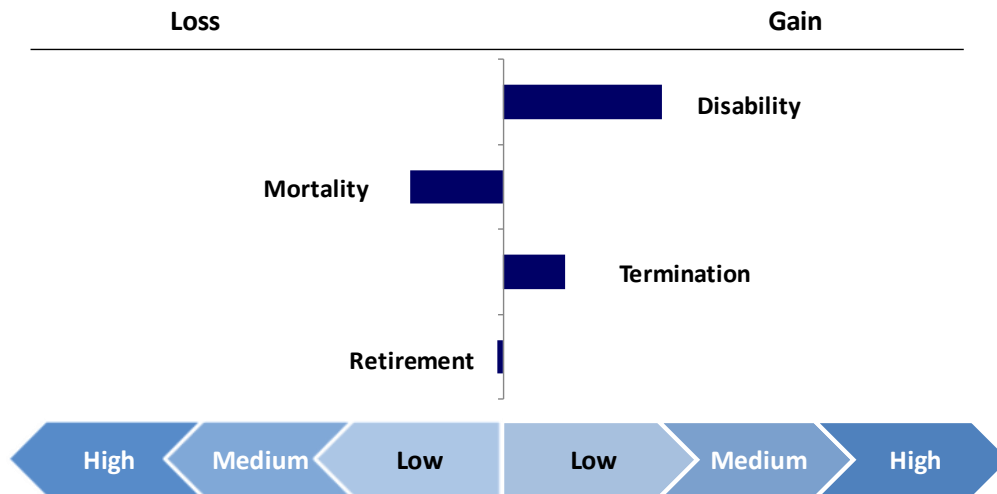 Loss Gain
Disability
Mortality
Termination
Retirement
High Medium Low Low Medium High